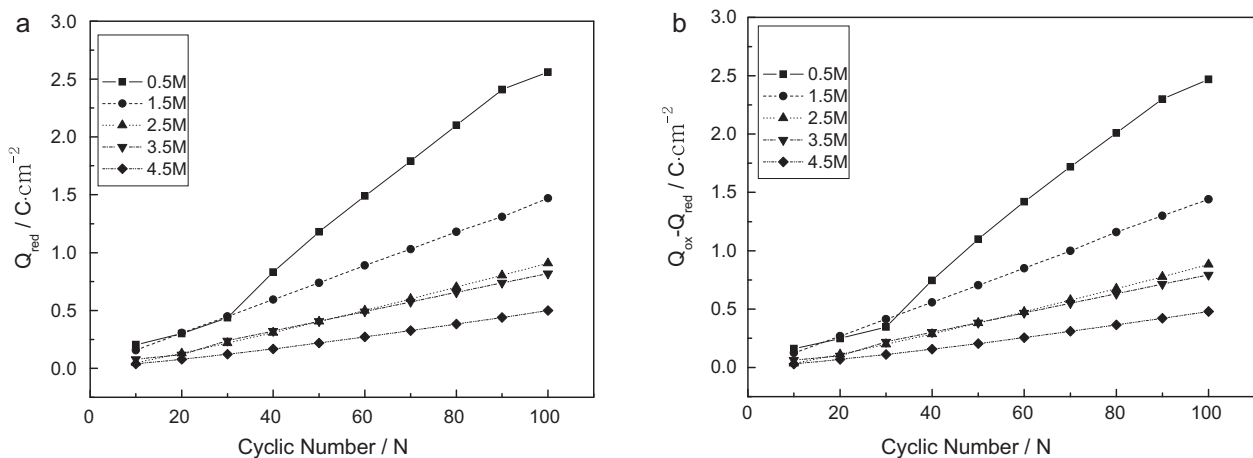 a
3.0
2.5
2.0
1.5
1.0
0.5
0.0
Q_red / C·cm⁻²
0.5M
1.5M
2.5M
3.5M
4.5M
0 20 40 60 80 100
Cyclic Number / N
b
3.0
2.5
2.0
1.5
1.0
0.5
0.0
Q_ox-Q_red / C·cm⁻²
0.5M
1.5M
2.5M
3.5M
4.5M
0 20 40 60 80 100
Cyclic Number / N